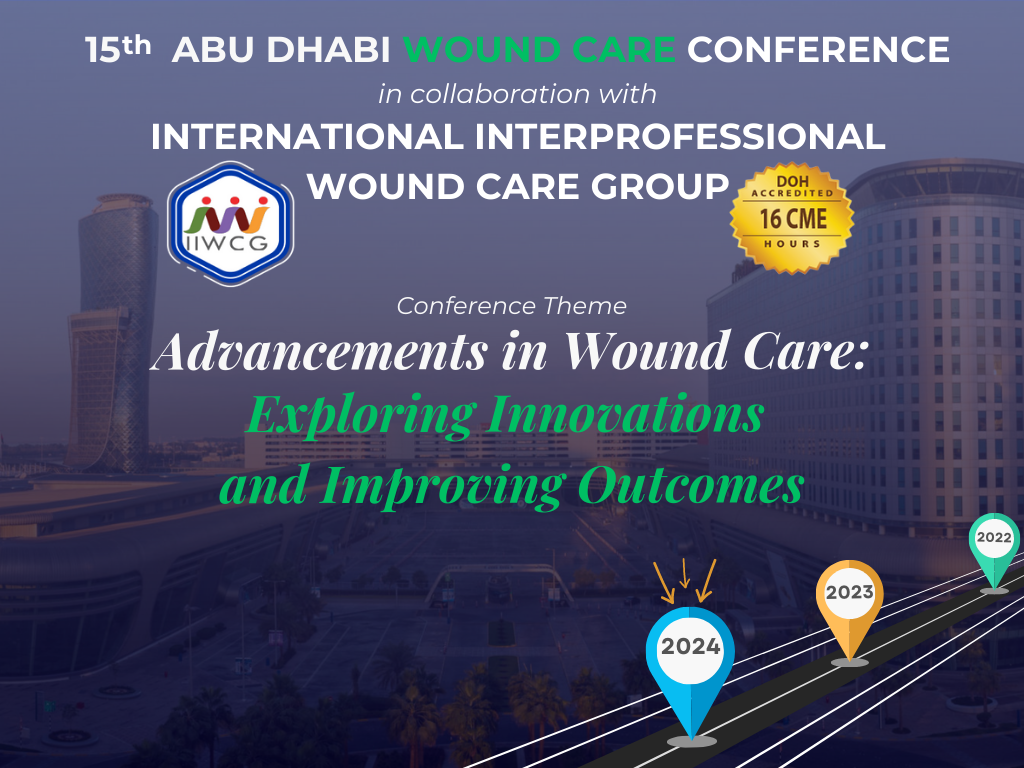 15th ABU DHABI WOUND CARE CONFERENCE
in collaboration with
INTERNATIONAL INTERPROFESSIONAL
WOUND CARE GROUP
IIWCG
DOH
ACCREDITED
16 CME
HOURS
Conference Theme
Advancements in Wound Care:
Exploring Innovations
and Improving Outcomes
2022
2023
2024